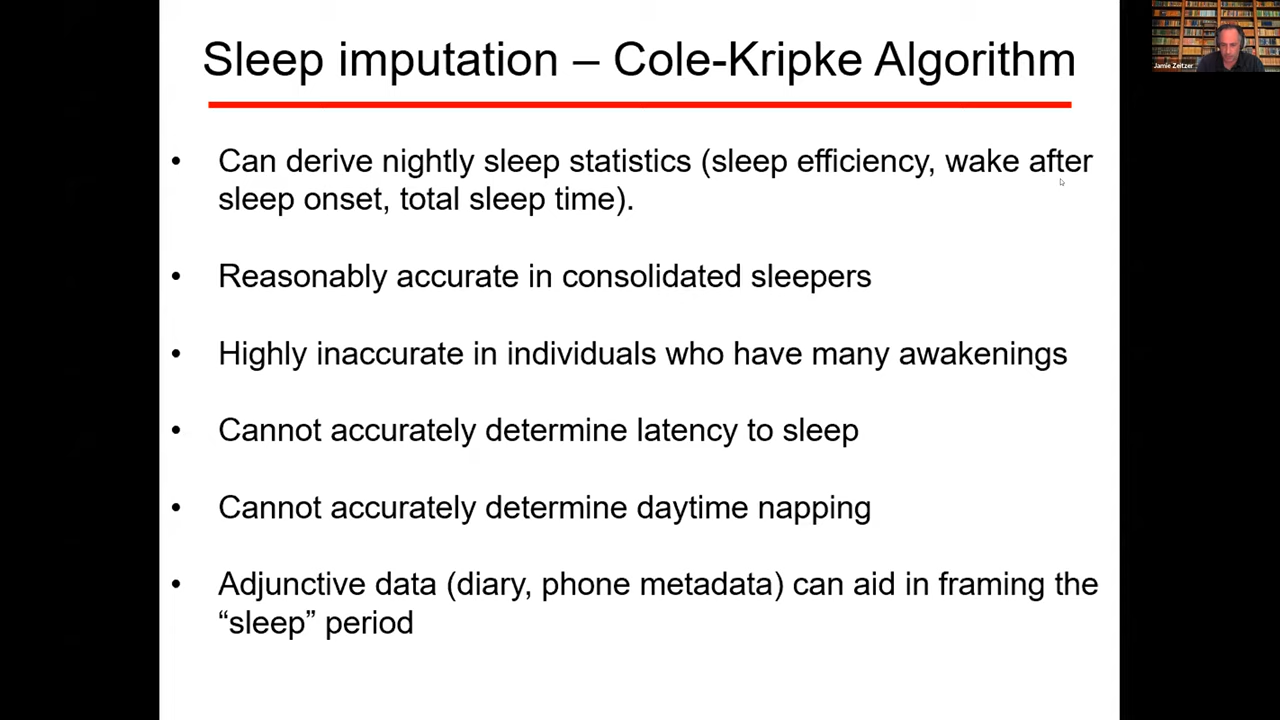 Sleep imputation – Cole-Kripke Algorithm
Jamie Zeitzer
• Can derive nightly sleep statistics (sleep efficiency, wake after
sleep onset, total sleep time).
• Reasonably accurate in consolidated sleepers
• Highly inaccurate in individuals who have many awakenings
• Cannot accurately determine latency to sleep
• Cannot accurately determine daytime napping
• Adjunctive data (diary, phone metadata) can aid in framing the
“sleep” period